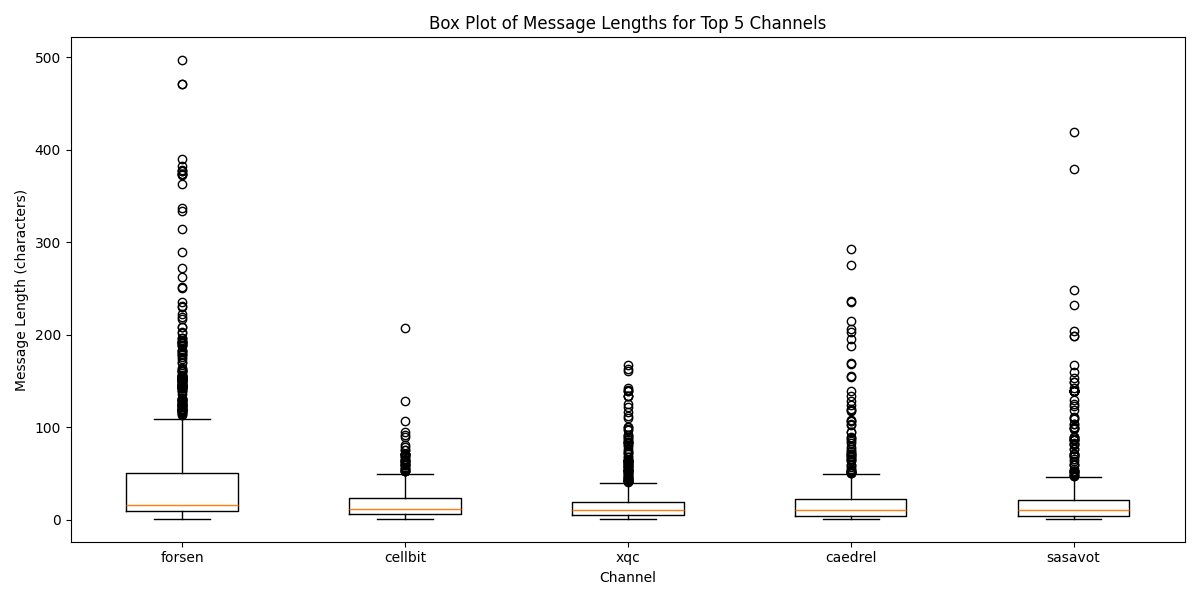 Box Plot of Message Lengths for Top 5 Channels
Message Length (characters)
500
400
300
200
100
0
forsen cellbit xqc caedrel sasavot
Channel